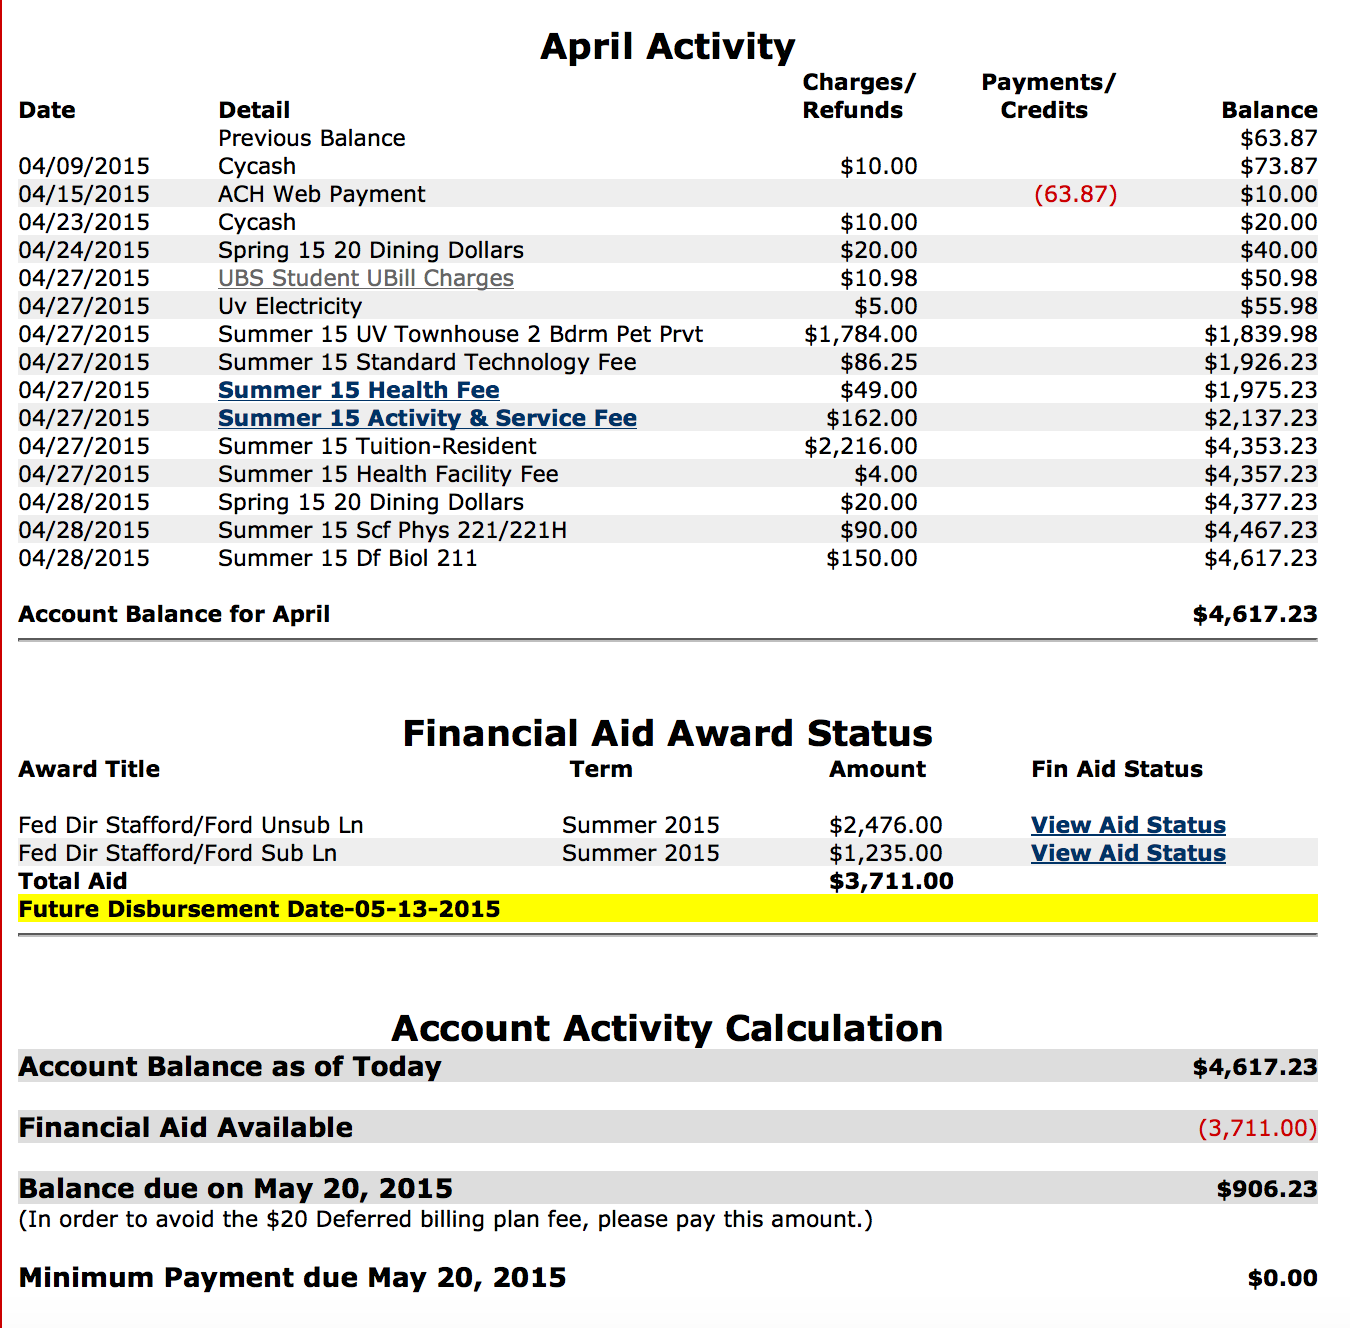 April Activity
Charges/ Payments/
Date Detail Refunds Credits Balance
Previous Balance $63.87
04/09/2015 Cycash $10.00 $73.87
04/15/2015 ACH Web Payment (63.87) $10.00
04/23/2015 Cycash $10.00 $20.00
04/24/2015 Spring 15 20 Dining Dollars $20.00 $40.00
04/27/2015 UBS Student UBill Charges $10.98 $50.98
04/27/2015 Uv Electricity $5.00 $55.98
04/27/2015 Summer 15 UV Townhouse 2 Bdrm Pet Prvt $1,784.00 $1,839.98
04/27/2015 Summer 15 Standard Technology Fee $86.25 $1,926.23
04/27/2015 Summer 15 Health Fee $49.00 $1,975.23
04/27/2015 Summer 15 Activity & Service Fee $162.00 $2,137.23
04/27/2015 Summer 15 Tuition-Resident $2,216.00 $4,353.23
04/27/2015 Summer 15 Health Facility Fee $4.00 $4,357.23
04/28/2015 Spring 15 20 Dining Dollars $20.00 $4,377.23
04/28/2015 Summer 15 Scf Phys 221/221H $90.00 $4,467.23
04/28/2015 Summer 15 Df Biol 211 $150.00 $4,617.23
Account Balance for April $4,617.23
Financial Aid Award Status
Award Title Term Amount Fin Aid Status
Fed Dir Stafford/Ford Unsub Ln Summer 2015 $2,476.00 View Aid Status
Fed Dir Stafford/Ford Sub Ln Summer 2015 $1,235.00 View Aid Status
Total Aid $3,711.00
Future Disbursement Date-05-13-2015
Account Activity Calculation
Account Balance as of Today $4,617.23
Financial Aid Available (3,711.00)
Balance due on May 20, 2015 $906.23
(In order to avoid the $20 Deferred billing plan fee, please pay this amount.)
Minimum Payment due May 20, 2015 $0.00